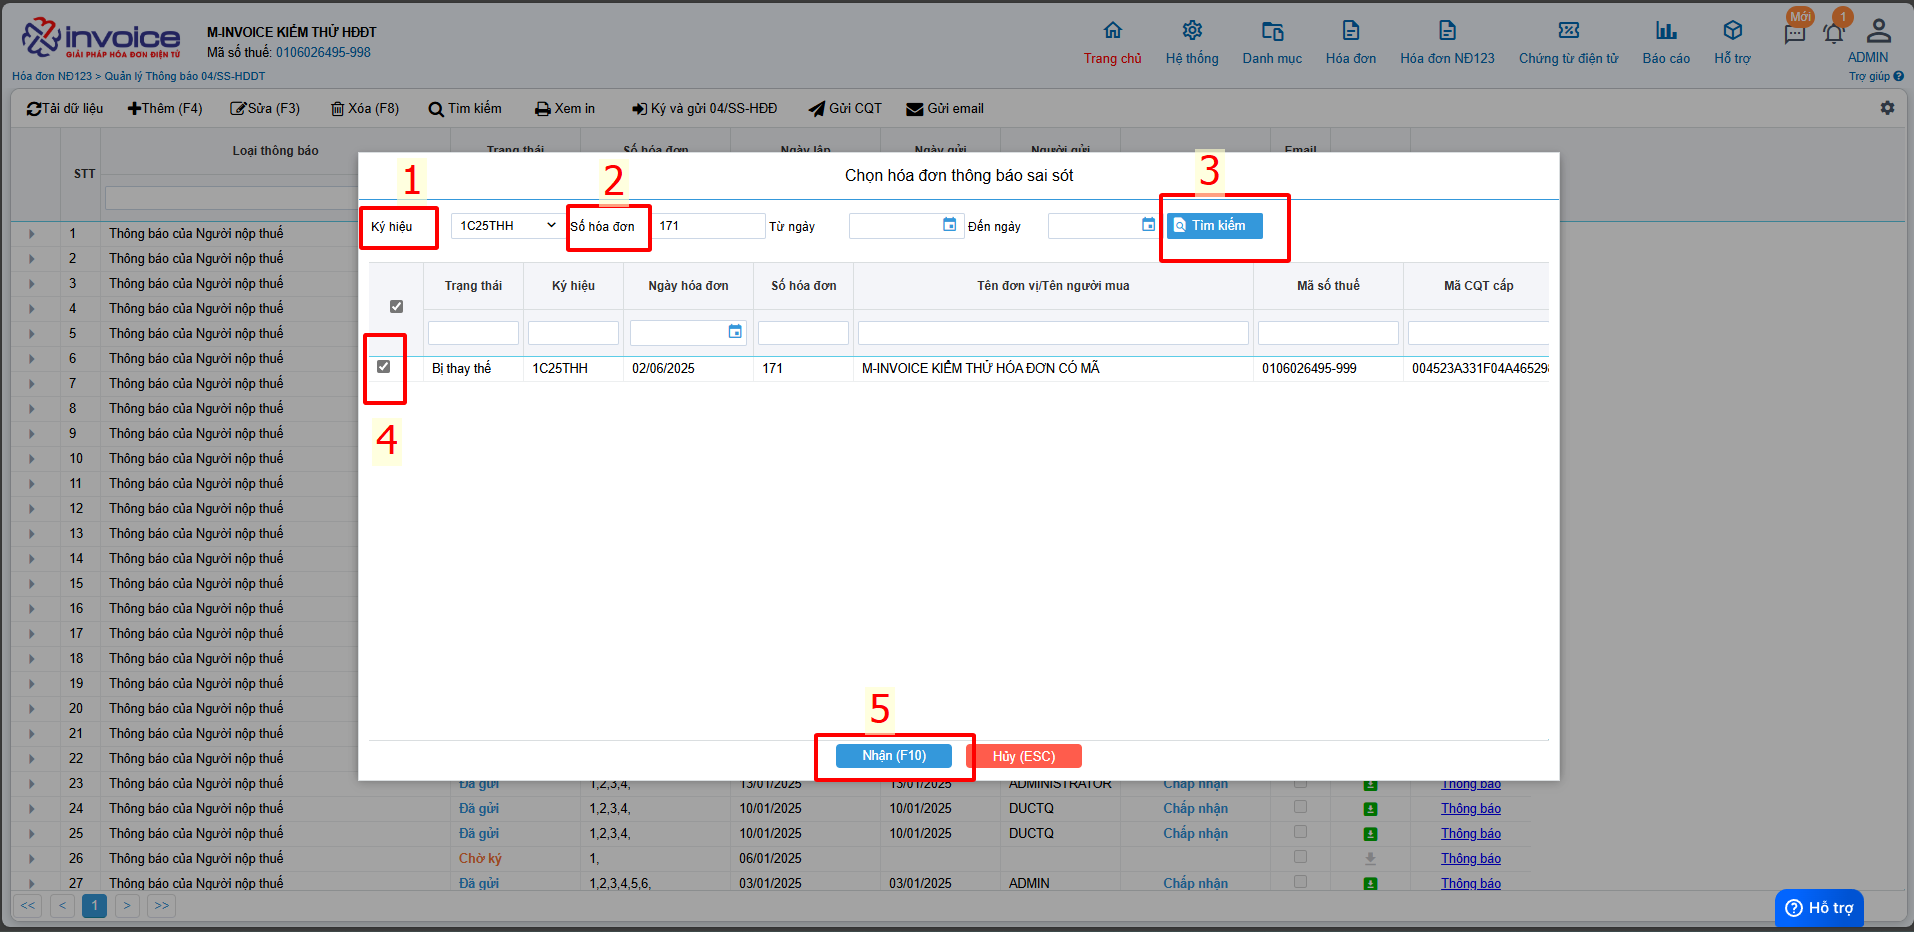 invoice
GIẢI PHÁP HÓA ĐƠN ĐIỆN TỬ
M-INVOICE KIỂM THỬ HĐĐT
Mã số thuế: 0106026495-998
Trang chủ
Hệ thống
Danh mục
Hóa đơn
Hóa đơn NĐ123
Chứng từ điện tử
Báo cáo
Hỗ trợ
Mới
1
ADMIN
Hóa đơn NĐ123 > Quản lý Thông báo 04/SS-HDDT
Trợ giúp
Tải dữ liệu
Thêm (F4)
Sửa (F3)
Xóa (F8)
Tìm kiếm
Xem in
Ký và gửi 04/SS-HĐĐ
Gửi CQT
Gửi email
STT
Loại thông báo
Trạng thái
Số hóa đơn
Ngày lập
Ngày gửi
Người gửi
Email
Chọn hóa đơn thông báo sai sót
1
2
3
Ký hiệu
1C25THH
Số hóa đơn
171
Từ ngày
Đến ngày
Tìm kiếm
Trạng thái
Ký hiệu
Ngày hóa đơn
Số hóa đơn
Tên đơn vị/Tên người mua
Mã số thuế
Mã CQT cấp
Bị thay thế
1C25THH
02/06/2025
171
M-INVOICE KIỂM THỬ HÓA ĐƠN CÓ MÃ
0106026495-999
004523A331F04A46529
4
5
Nhận (F10)
Hủy (ESC)
1 Thông báo của Người nộp thuế
2 Thông báo của Người nộp thuế
3 Thông báo của Người nộp thuế
4 Thông báo của Người nộp thuế
5 Thông báo của Người nộp thuế
6 Thông báo của Người nộp thuế
7 Thông báo của Người nộp thuế
8 Thông báo của Người nộp thuế
9 Thông báo của Người nộp thuế
10 Thông báo của Người nộp thuế
11 Thông báo của Người nộp thuế
12 Thông báo của Người nộp thuế
13 Thông báo của Người nộp thuế
14 Thông báo của Người nộp thuế
15 Thông báo của Người nộp thuế
16 Thông báo của Người nộp thuế
17 Thông báo của Người nộp thuế
18 Thông báo của Người nộp thuế
19 Thông báo của Người nộp thuế
20 Thông báo của Người nộp thuế
21 Thông báo của Người nộp thuế
22 Thông báo của Người nộp thuế
23 Thông báo của Người nộp thuế Đã gửi 1,2,3,4, 13/01/2025 13/01/2025 ADMINISTRATOR Chấp nhận Thông báo
24 Thông báo của Người nộp thuế Đã gửi 1,2,3,4, 10/01/2025 10/01/2025 DUCTQ Chấp nhận Thông báo
25 Thông báo của Người nộp thuế Đã gửi 1,2,3,4, 10/01/2025 10/01/2025 DUCTQ Chấp nhận Thông báo
26 Thông báo của Người nộp thuế Chờ ký 1, 06/01/2025 Thông báo
27 Thông báo của Người nộp thuế Đã gửi 1,2,3,4,5,6, 03/01/2025 03/01/2025 ADMIN Chấp nhận Thông báo
<< < 1 > >>
Hỗ trợ